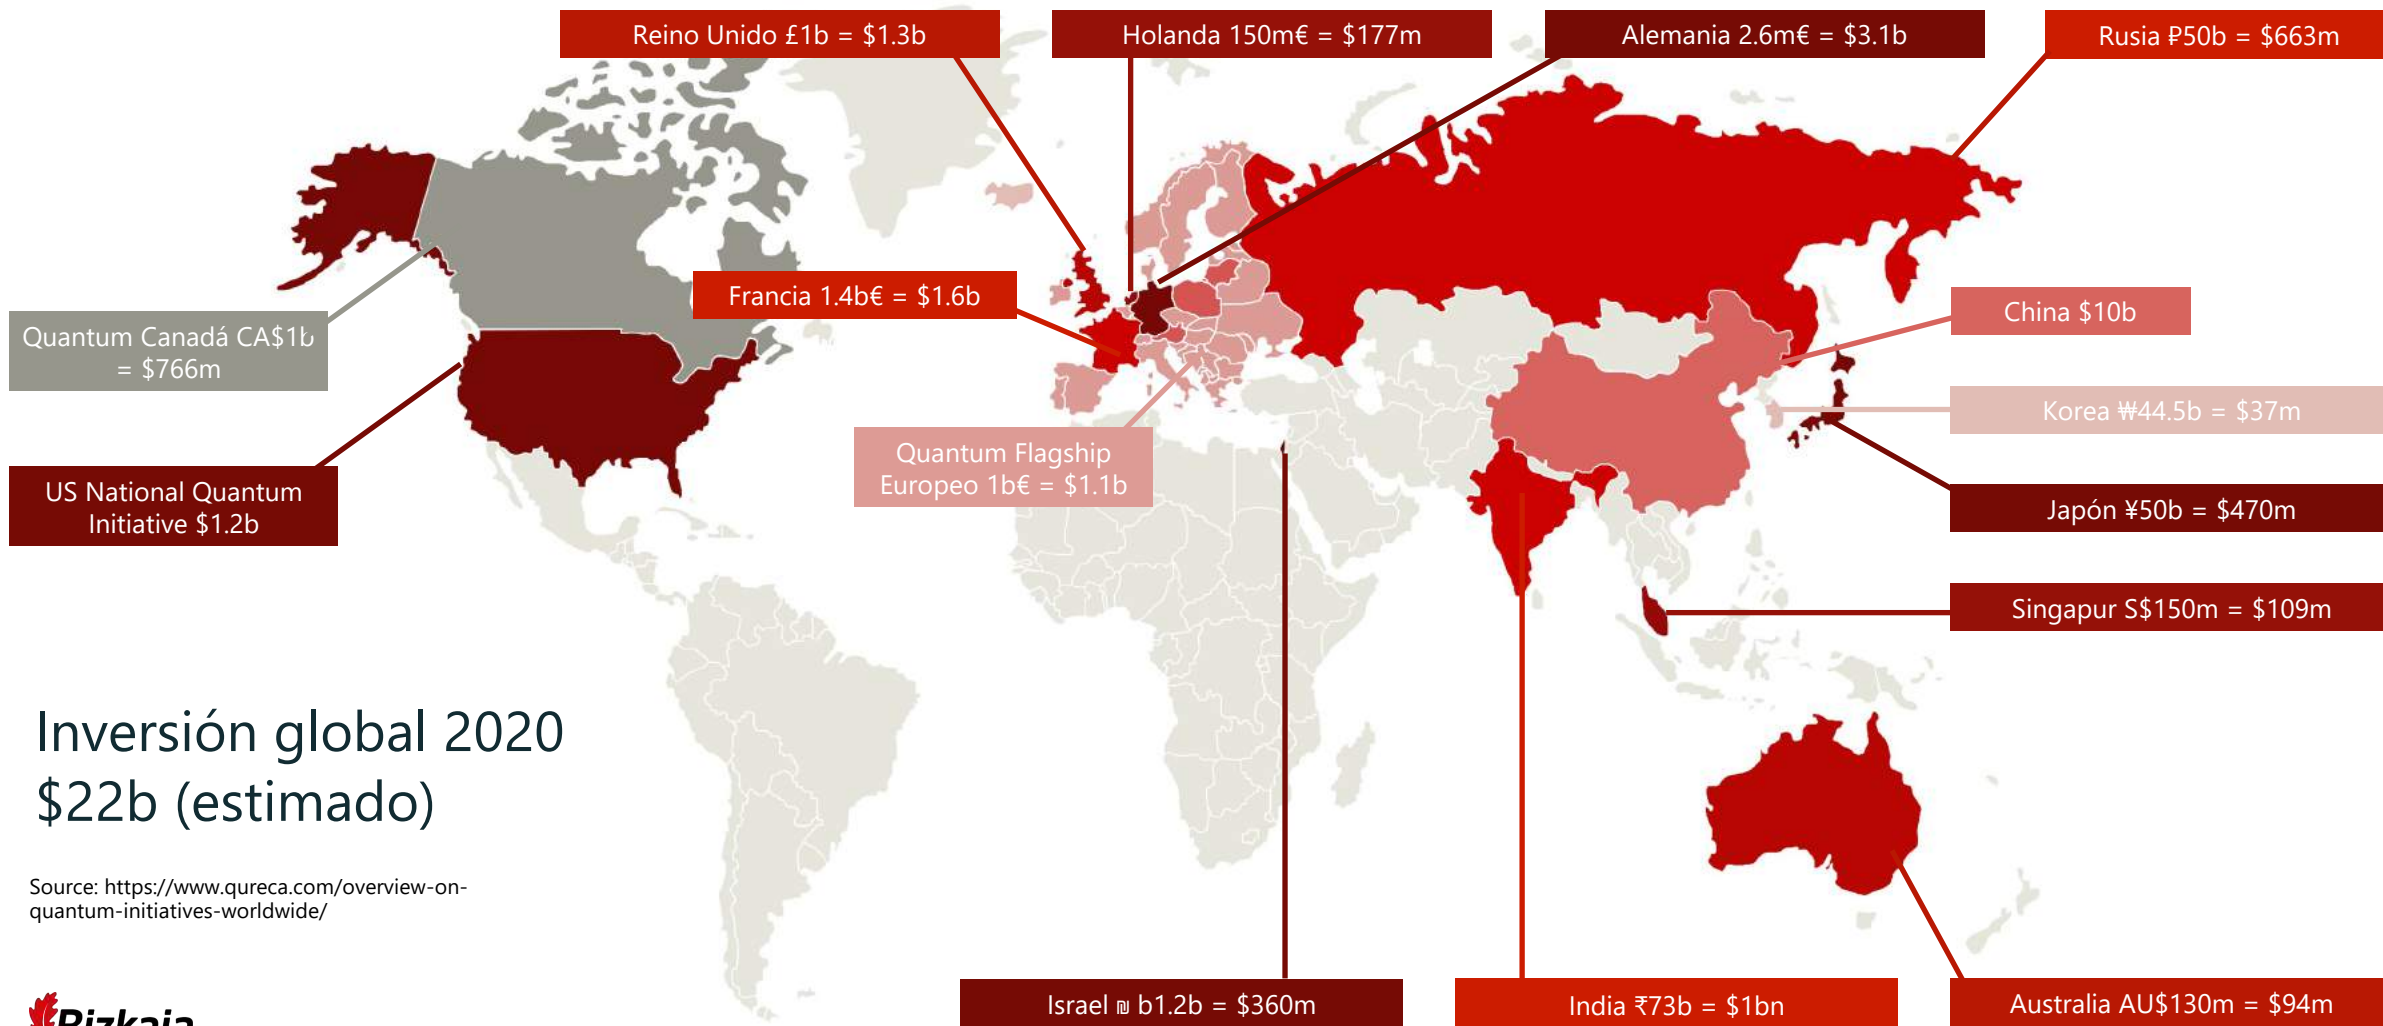 Reino Unido £1b = $1.3b
Holanda 150m€ = $177m
Alemania 2.6m€ = $3.1b
Rusia ₽50b = $663m
Francia 1.4b€ = $1.6b
China $10b
Quantum Canadá CA$1b
= $766m
Korea ₩44.5b = $37m
Quantum Flagship
Europeo 1b€ = $1.1b
US National Quantum
Initiative $1.2b
Japón ¥50b = $470m
Singapur S$150m = $109m
Inversión global 2020
$22b (estimado)
Source: https://www.qureca.com/overview-on-
quantum-initiatives-worldwide/
Israel ₪ b1.2b = $360m
India ₹73b = $1bn
Australia AU$130m = $94m
Bizkaia